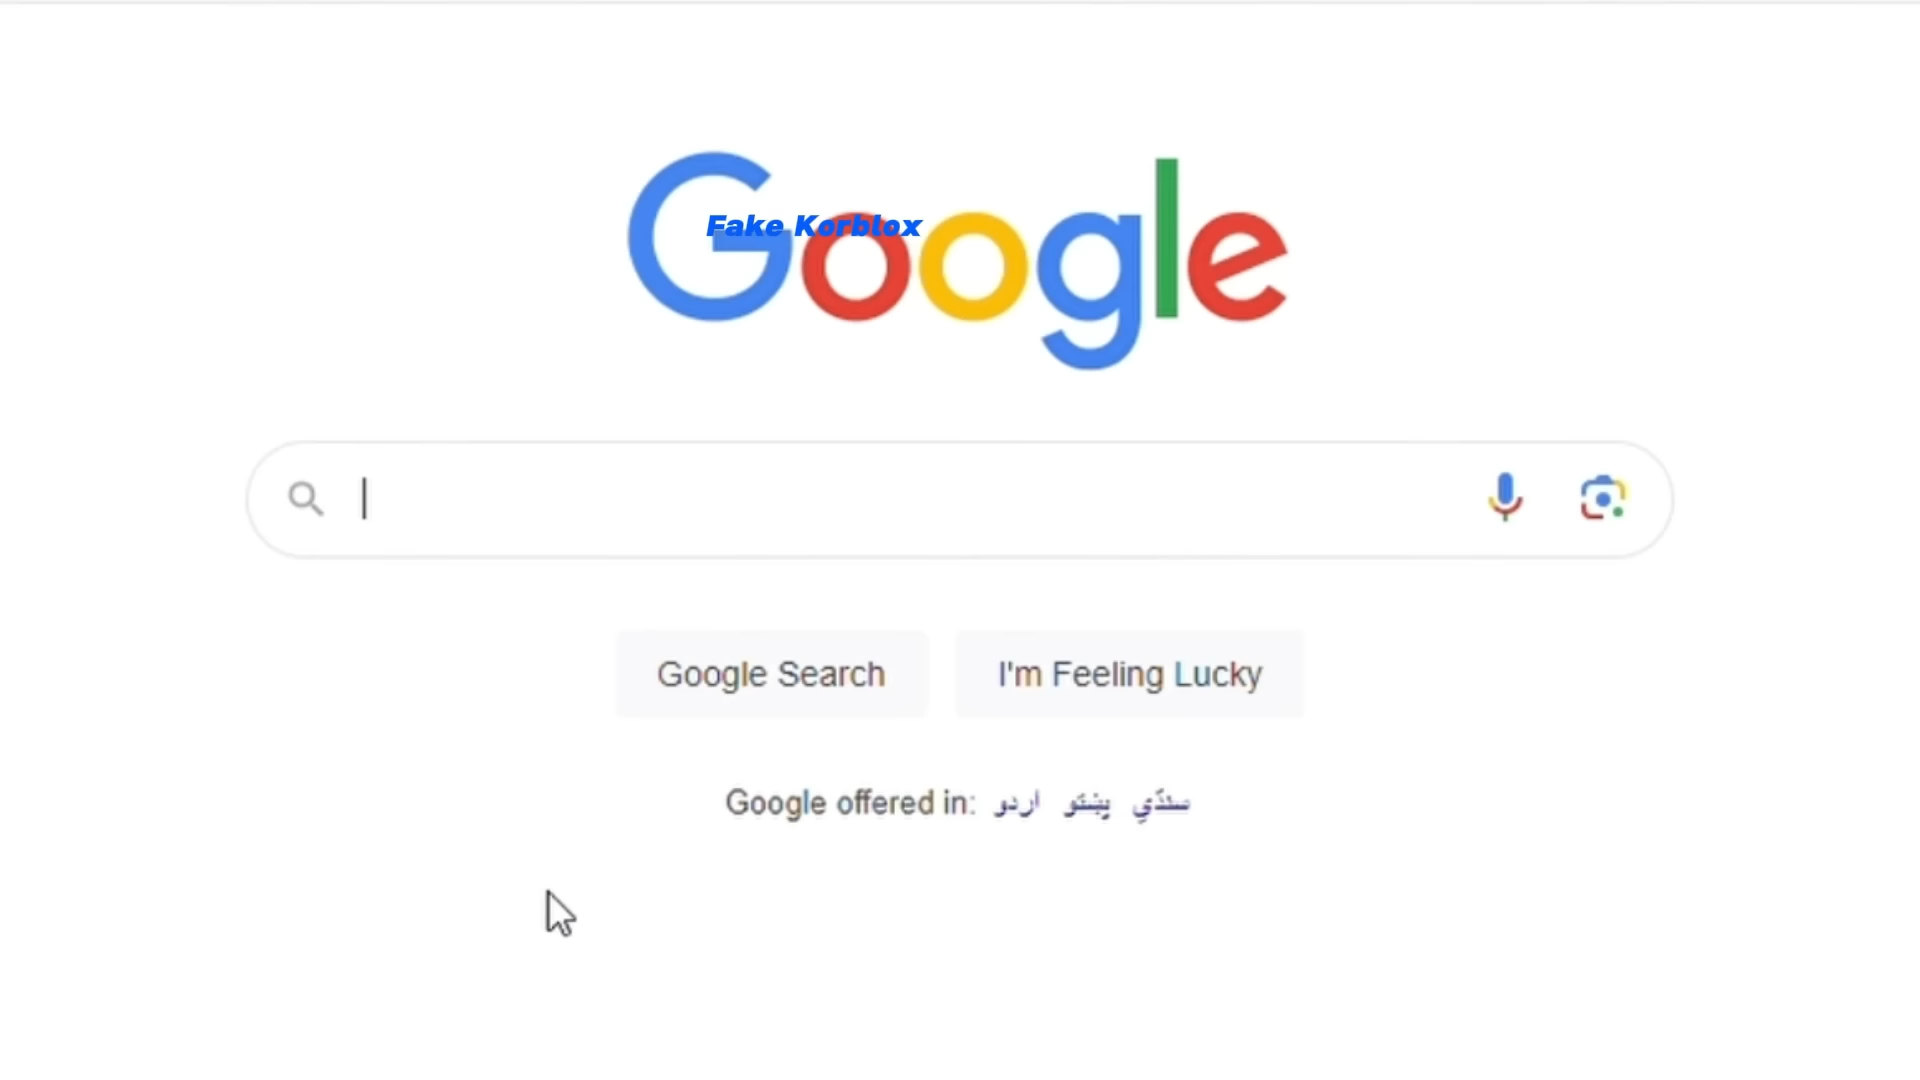 Google
Fake Korblox
Google Search
I'm Feeling Lucky
Google offered in: اردو پښتو سنڌي